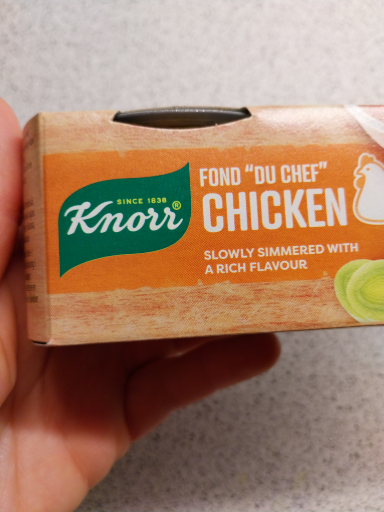 SINCE 1838
Knorr®
FOND "DU CHEF"
CHICKEN
SLOWLY SIMMERED WITH
A RICH FLAVOUR